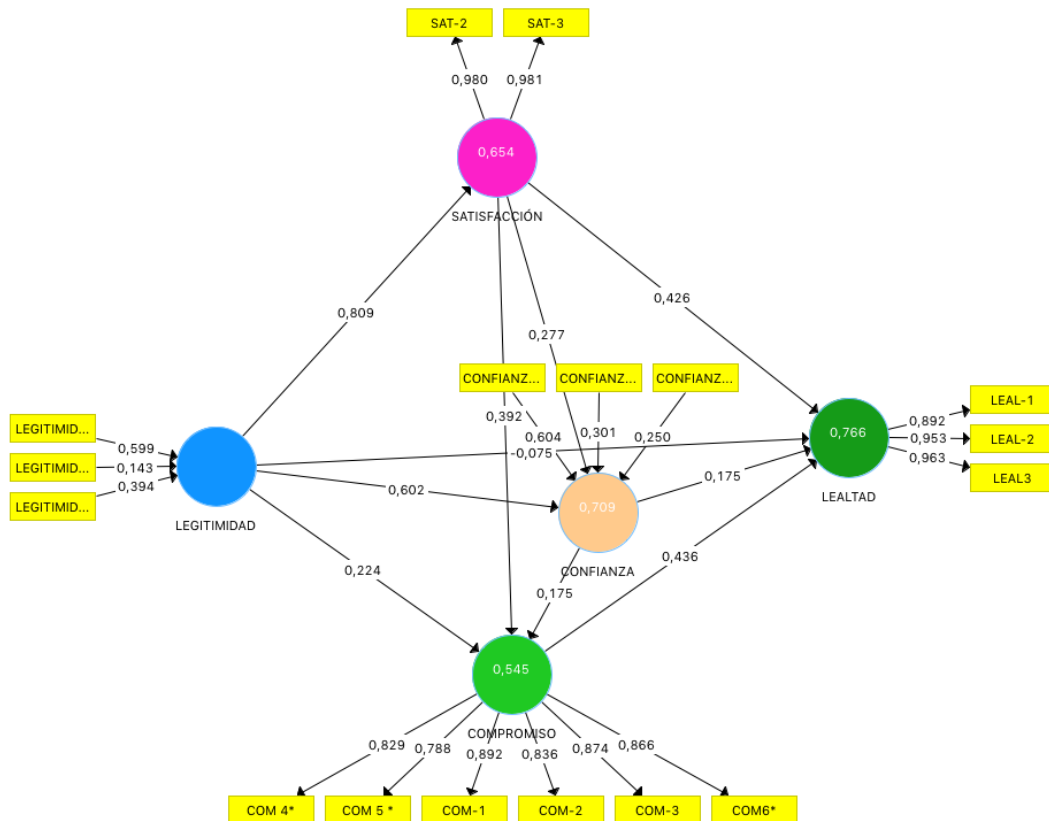 SAT-2 SAT-3
0,980 0,981
0,654
SATISFACCIÓN
0,809
0,426
0,277
CONFIANZ... CONFIANZ... CONFIANZ...
0,392
0,604 0,301 0,250
LEGITIMID...
LEGITIMID...
LEGITIMID...
0,599
0,143
0,394
LEGITIMIDAD
-0,075
0,602
0,224
0,709
CONFIANZA
0,175
0,175
0,436
0,766
LEALTAD
0,892
0,953
0,963
LEAL-1
LEAL-2
LEAL3
0,545
COMPROMISO
0,829 0,788 0,892 0,836 0,874 0,866
COM 4* COM 5 * COM-1 COM-2 COM-3 COM6*